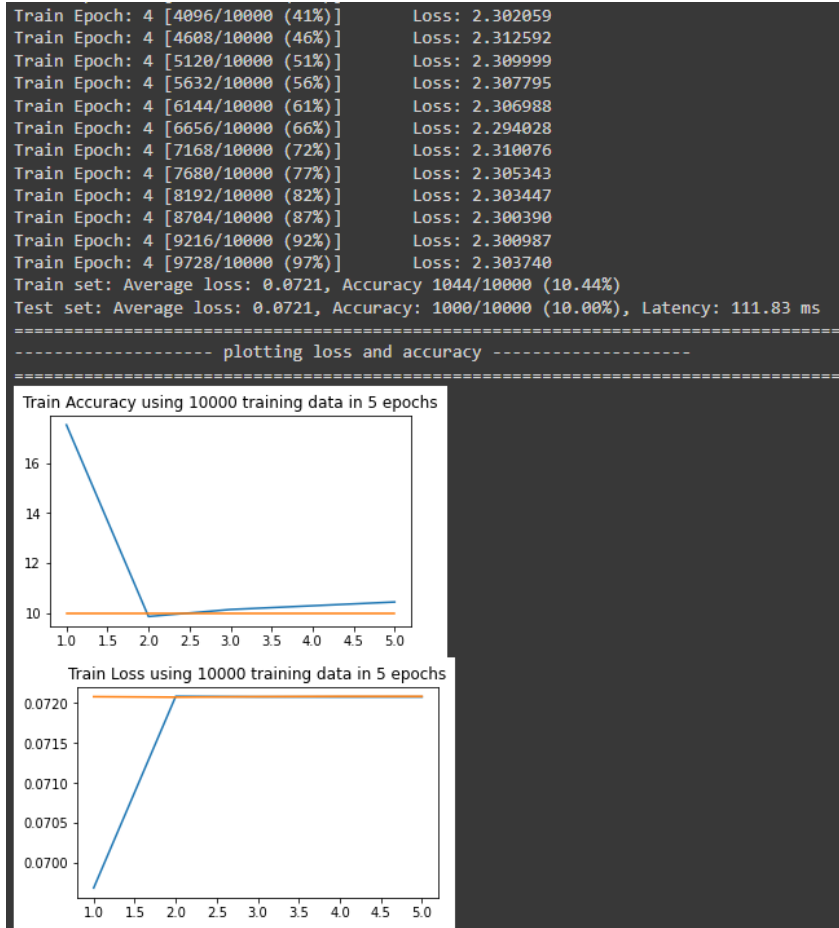 Train Epoch: 4 [4096/10000 (41%)] Loss: 2.302059
Train Epoch: 4 [4608/10000 (46%)] Loss: 2.312592
Train Epoch: 4 [5120/10000 (51%)] Loss: 2.309999
Train Epoch: 4 [5632/10000 (56%)] Loss: 2.307795
Train Epoch: 4 [6144/10000 (61%)] Loss: 2.306988
Train Epoch: 4 [6656/10000 (66%)] Loss: 2.294028
Train Epoch: 4 [7168/10000 (72%)] Loss: 2.310076
Train Epoch: 4 [7680/10000 (77%)] Loss: 2.305343
Train Epoch: 4 [8192/10000 (82%)] Loss: 2.303447
Train Epoch: 4 [8704/10000 (87%)] Loss: 2.300390
Train Epoch: 4 [9216/10000 (92%)] Loss: 2.300987
Train Epoch: 4 [9728/10000 (97%)] Loss: 2.303740
Train set: Average loss: 0.0721, Accuracy 1044/10000 (10.44%)
Test set: Average loss: 0.0721, Accuracy: 1000/10000 (10.00%), Latency: 111.83 ms
===================================================================================
-------------------- plotting loss and accuracy --------------------
===================================================================================
Train Accuracy using 10000 training data in 5 epochs
16
14
12
10
1.0 1.5 2.0 2.5 3.0 3.5 4.0 4.5 5.0
Train Loss using 10000 training data in 5 epochs
0.0720
0.0715
0.0710
0.0705
0.0700
1.0 1.5 2.0 2.5 3.0 3.5 4.0 4.5 5.0